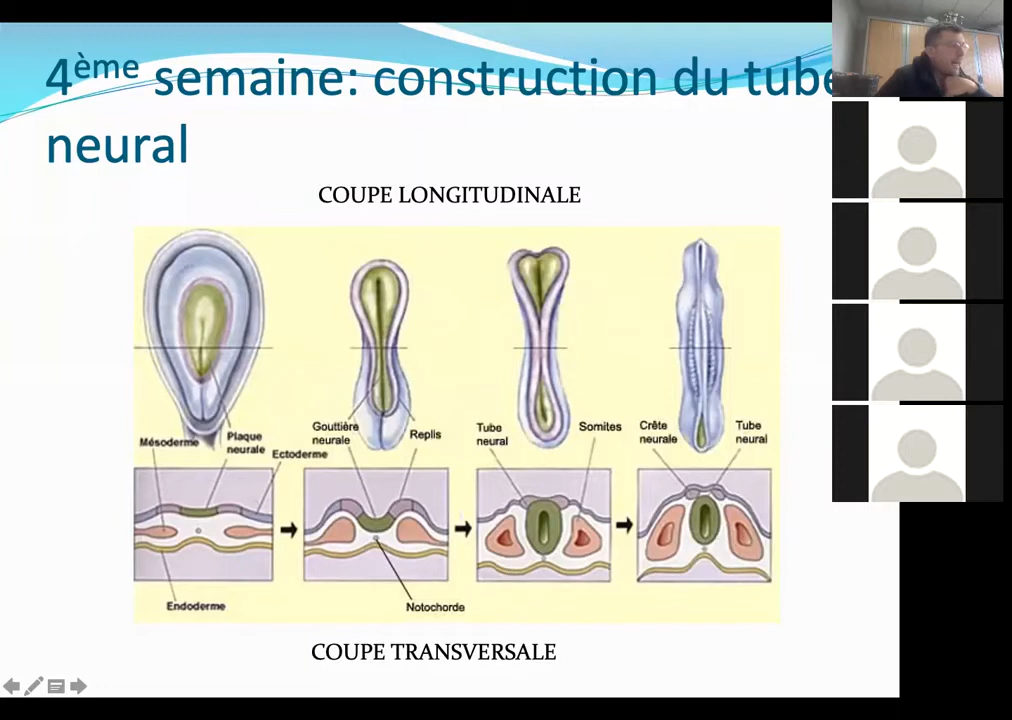 4ème semaine: construction du tube
neural
COUPE LONGITUDINALE
Mésoderme
Plaque
neurale
Ectoderme
Gouttière
neurale
Replis
Tube
neural
Somites
Crête
neurale
Tube
neural
Endoderme
Notochorde
COUPE TRANSVERSALE